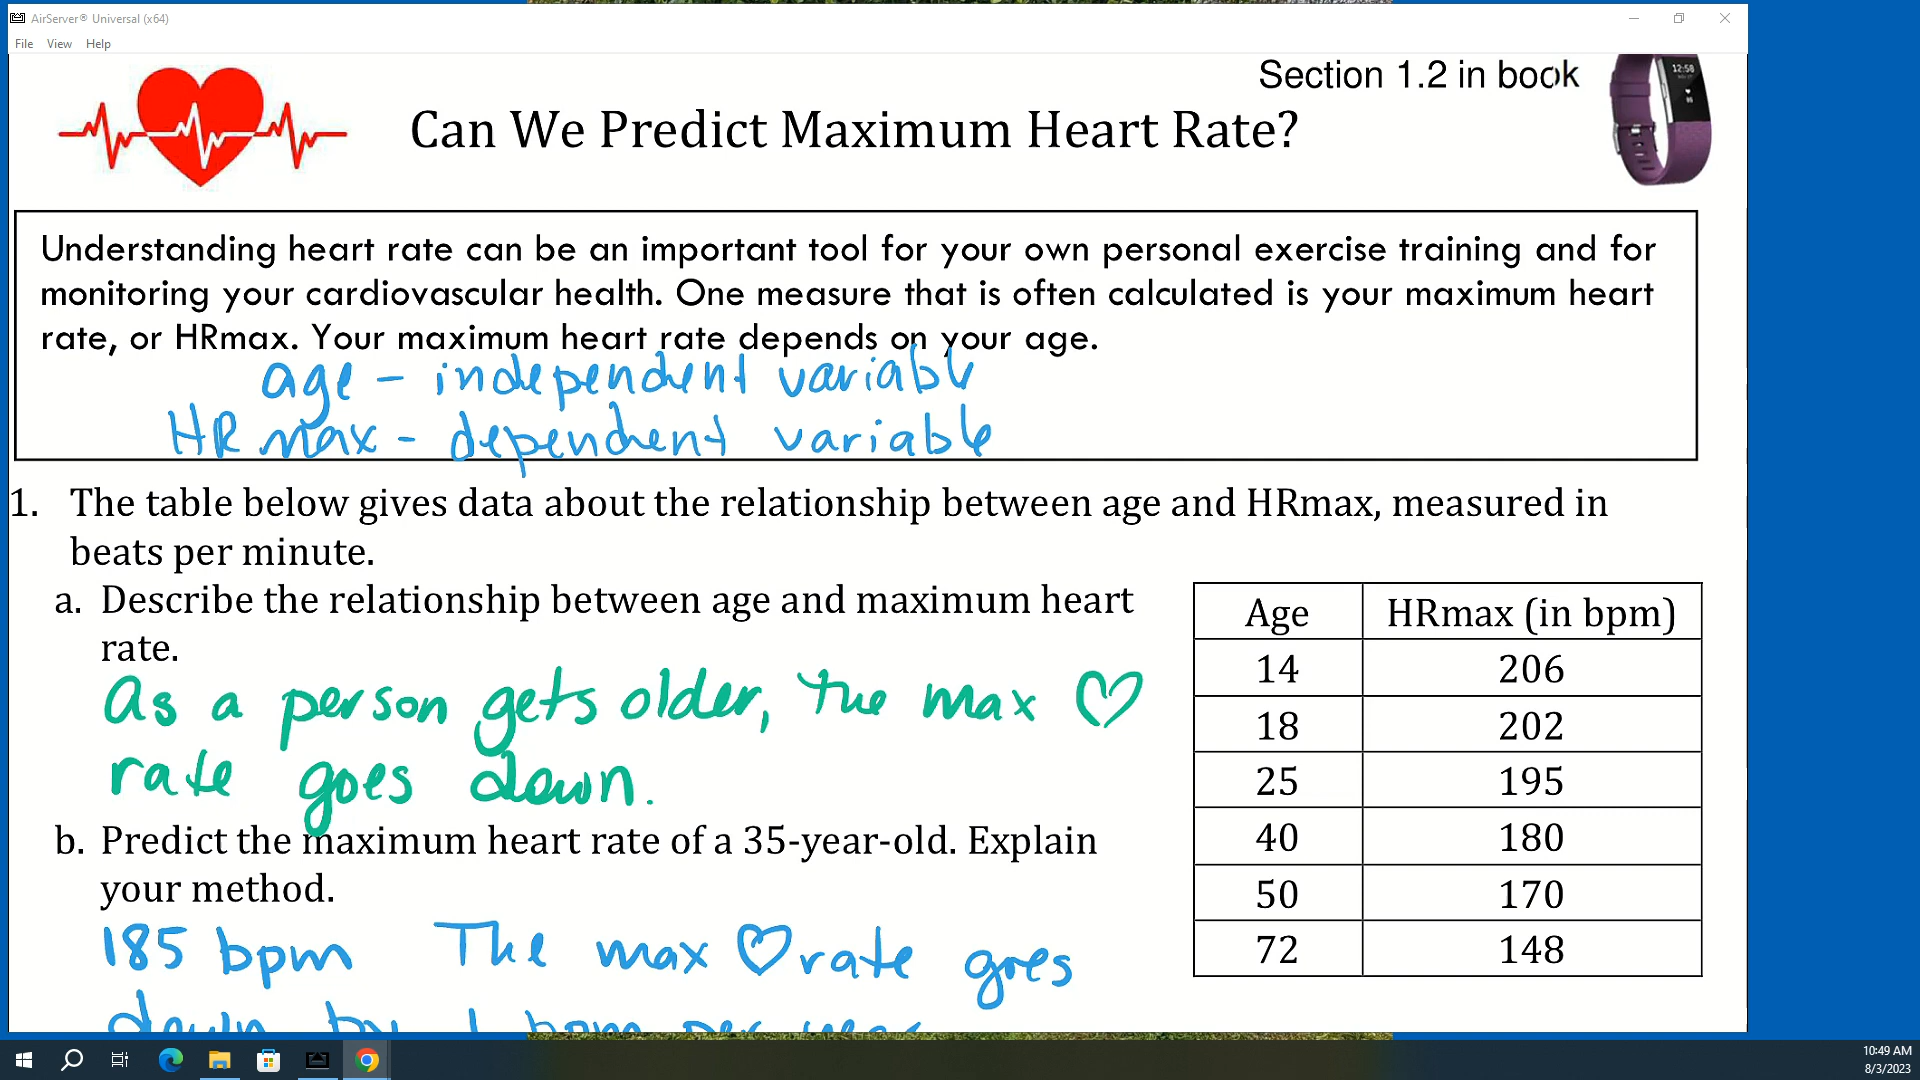 AirServer® Universal (x64)
File View Help
Section 1.2 in book
12:58
Can We Predict Maximum Heart Rate?
Understanding heart rate can be an important tool for your own personal exercise training and for
monitoring your cardiovascular health. One measure that is often calculated is your maximum heart
rate, or HRmax. Your maximum heart rate depends on your age.
age - independent variable
HR max - dependent variable
1. The table below gives data about the relationship between age and HRmax, measured in
beats per minute.
a. Describe the relationship between age and maximum heart
rate.
As a person gets older, the max ♡
rate goes down.
b. Predict the maximum heart rate of a 35-year-old. Explain
your method.
185 bpm The max ♡ rate goes
down by 1 bpm per year
Age HRmax (in bpm)
14 206
18 202
25 195
40 180
50 170
72 148
10:49 AM
8/3/2023